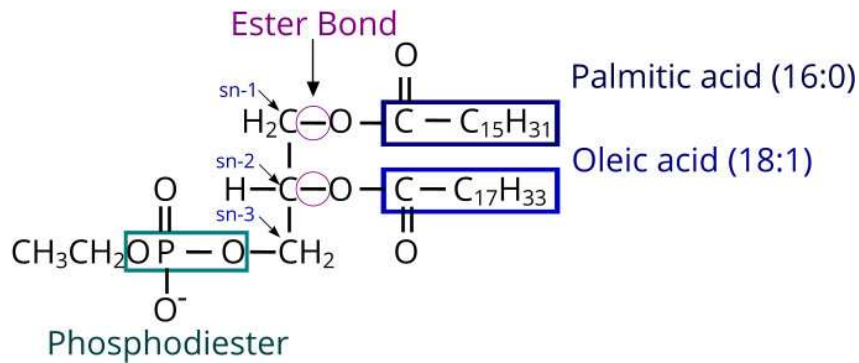 Ester Bond
O
Palmitic acid (16:0)
sn-1
H₂C—O—C—C₁₅H₃₁
Oleic acid (18:1)
sn-2
O
H—C—O—C—C₁₇H₃₃
sn-3
CH₃CH₂O P—O—CH₂
O
O⁻
Phosphodiester